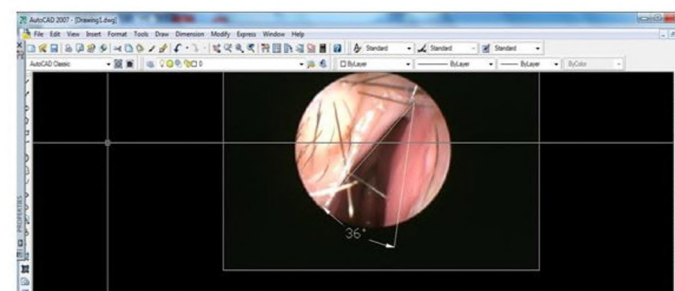 AutoCAD 2007 - [Drawing1.dwg]
File Edit View Insert Format Tools Draw Dimension Modify Express Window Help
Standard Standard Standard
AutoCAD Classic 0 ByLayer ByLayer ByLayer ByColor
PROPERTIES
36°